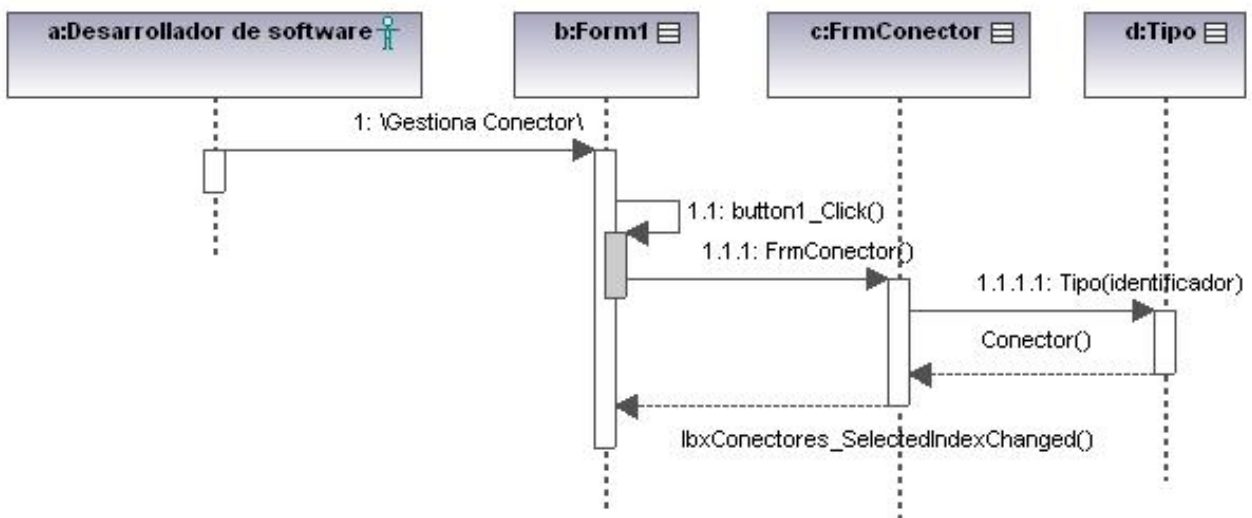 a:Desarrollador de software
b:Form1
c:FrmConector
d:Tipo
1: \Gestiona Conector\
1.1: button1_Click()
1.1.1: FrmConector()
1.1.1.1: Tipo(identificador)
Conector()
lbxConectores_SelectedIndexChanged()